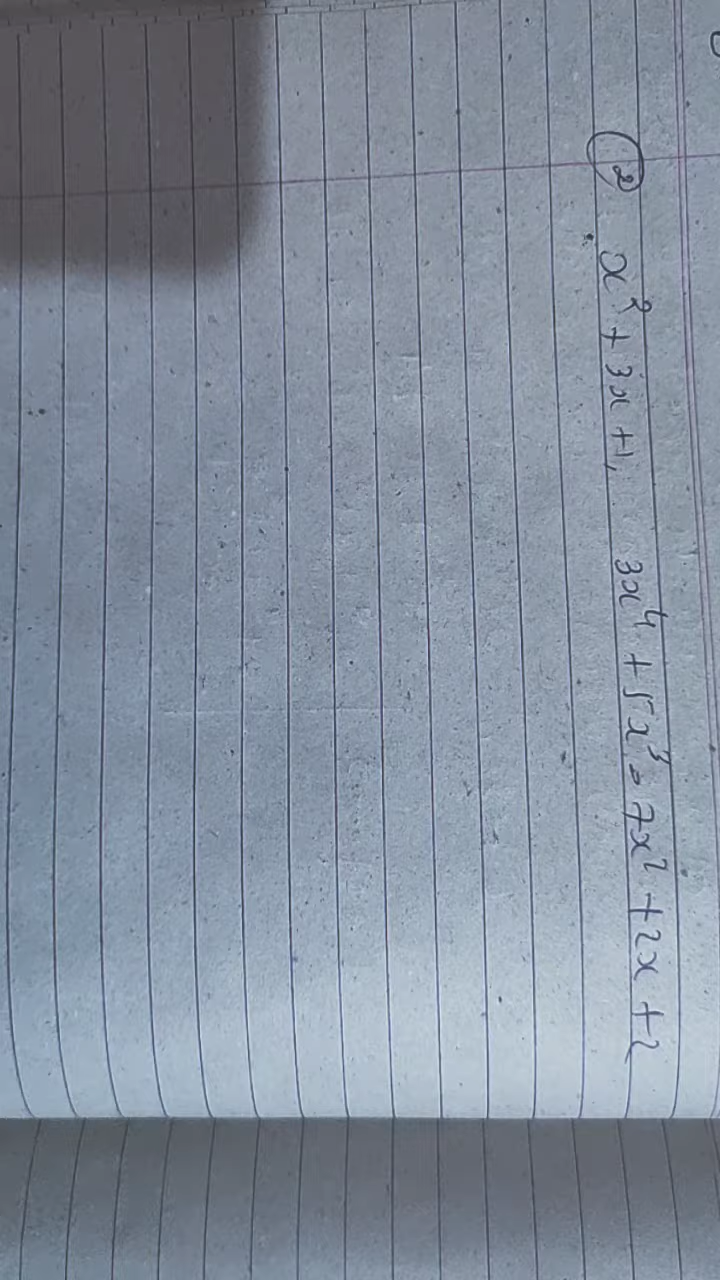 ② x² + 3x + 1, 3x⁴ + 5x³ - 7x² + 2x + 2